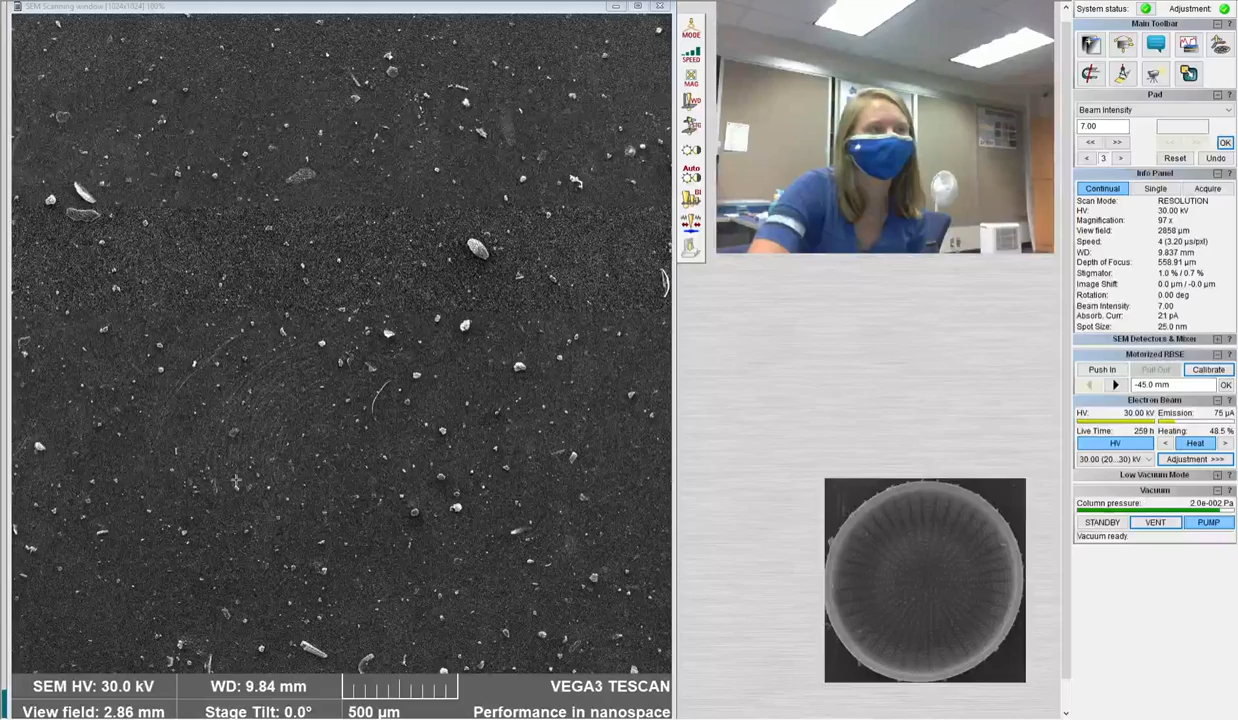 SEM Scanning window [1024x1024] 100%
MODE
SPEED
MAG
WD
STG
Auto
BI
SEM HV: 30.0 kV
WD: 9.84 mm
VEGA3 TESCAN
View field: 2.86 mm
Stage Tilt: 0.0°
500 µm
Performance in nanospace
System status:
Adjustment:
Main Toolbar
Pad
Beam Intensity
7.00
<< >>
OK
< 3 >
Reset
Undo
Info Panel
Continual
Single
Acquire
Scan Mode: RESOLUTION
HV: 30.00 kV
Magnification: 97 x
View field: 2858 µm
Speed: 4 (3.20 µs/pxl)
WD: 9.837 mm
Depth of Focus: 558.91 µm
Stigmator: 1.0 % / 0.7 %
Image Shift: 0.0 µm / -0.0 µm
Rotation: 0.00 deg
Beam Intensity: 7.00
Absorb. Curr: 21 pA
Spot Size: 25.0 nm
SEM Detectors & Mixer
Motorized RBSE
Push In
Pull Out
Calibrate
-45.0 mm
OK
Electron Beam
HV: 30.00 kV Emission: 75 µA
Live Time: 259 h Heating: 48.5 %
HV
< Heat >
30.00 (20...30) kV
Adjustment >>>
Low Vacuum Mode
Vacuum
Column pressure: 2.0e-002 Pa
STANDBY
VENT
PUMP
Vacuum ready.